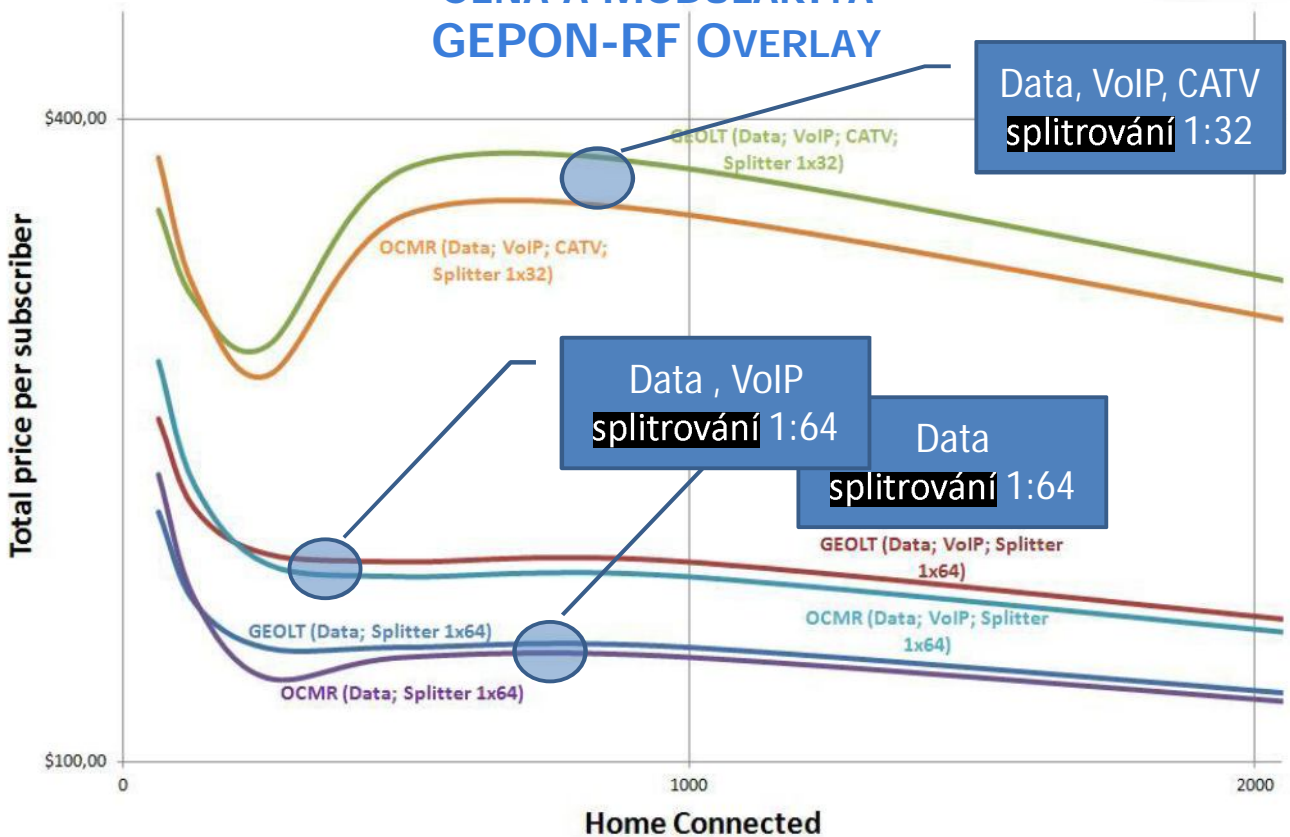 GEPON-RF OVERLAY
Data, VoIP, CATV
splitrování 1:32
$400,00
GEOLT (Data; VoIP; CATV;
Splitter 1x32)
OCMR (Data; VoIP; CATV;
Splitter 1x32)
Total price per subscriber
Data , VoIP
splitrování 1:64
Data
splitrování 1:64
GEOLT (Data; VoIP; Splitter
1x64)
OCMR (Data; VoIP; Splitter
1x64)
GEOLT (Data; Splitter 1x64)
OCMR (Data; Splitter 1x64)
$100,00
0
1000
2000
Home Connected